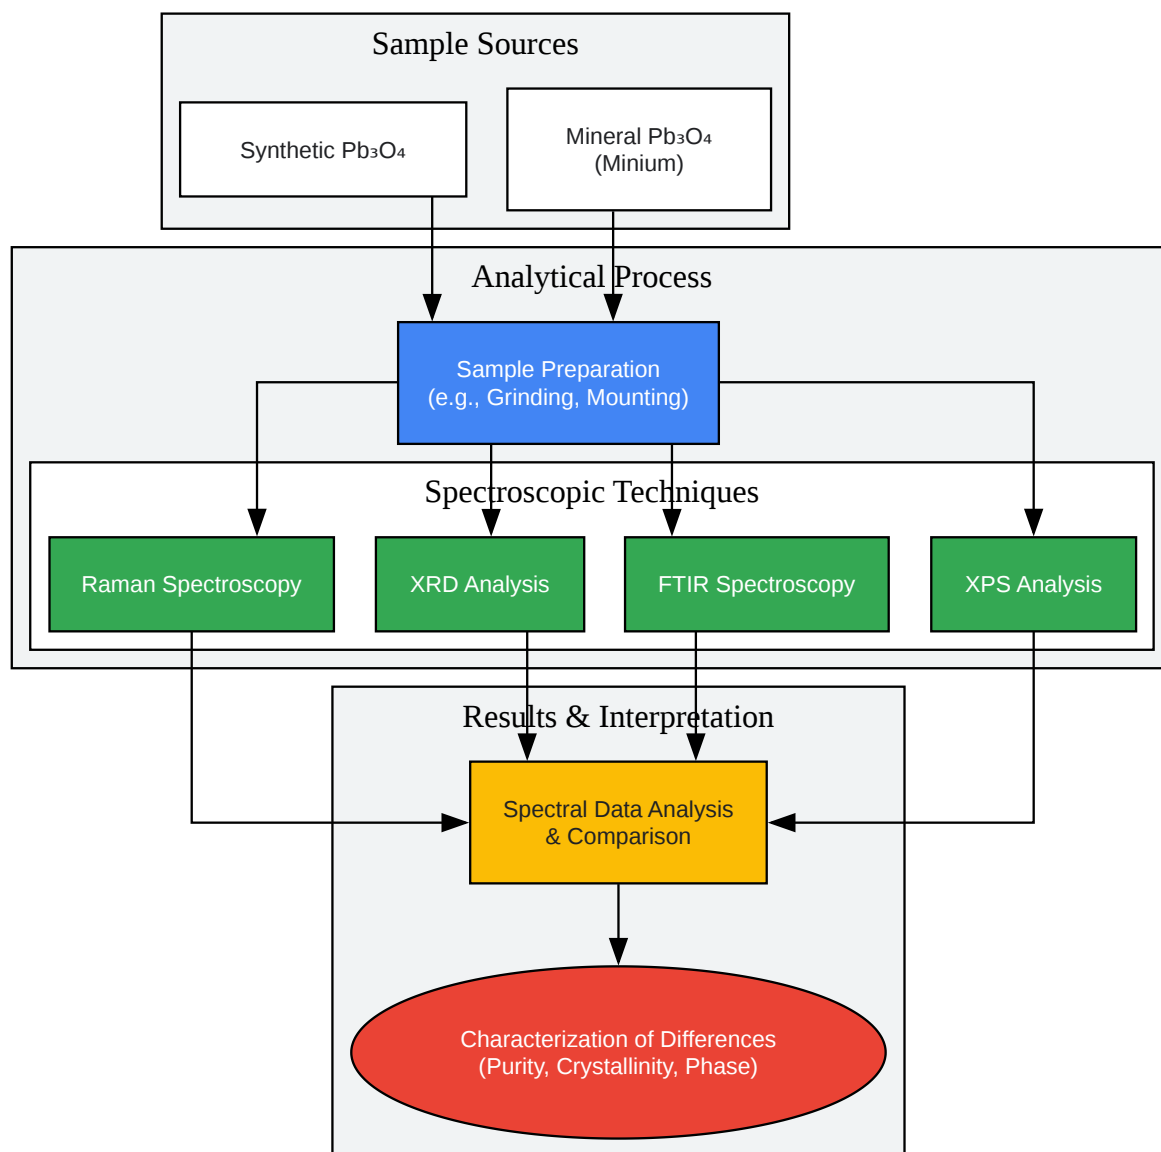 Sample Sources
Synthetic Pb₃O₄
Mineral Pb₃O₄
(Minium)
Analytical Process
Sample Preparation
(e.g., Grinding, Mounting)
Spectroscopic Techniques
Raman Spectroscopy
XRD Analysis
FTIR Spectroscopy
XPS Analysis
Results & Interpretation
Spectral Data Analysis
& Comparison
Characterization of Differences
(Purity, Crystallinity, Phase)